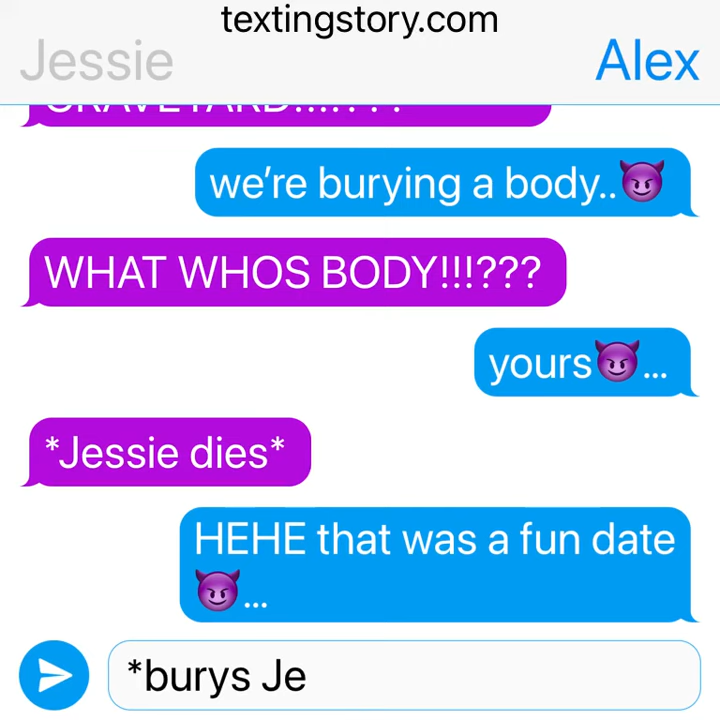 textingstory.com
Jessie
Alex
we're burying a body..😈
WHAT WHOS BODY!!!???
yours😈...
*Jessie dies*
HEHE that was a fun date
😈...
*burys Je